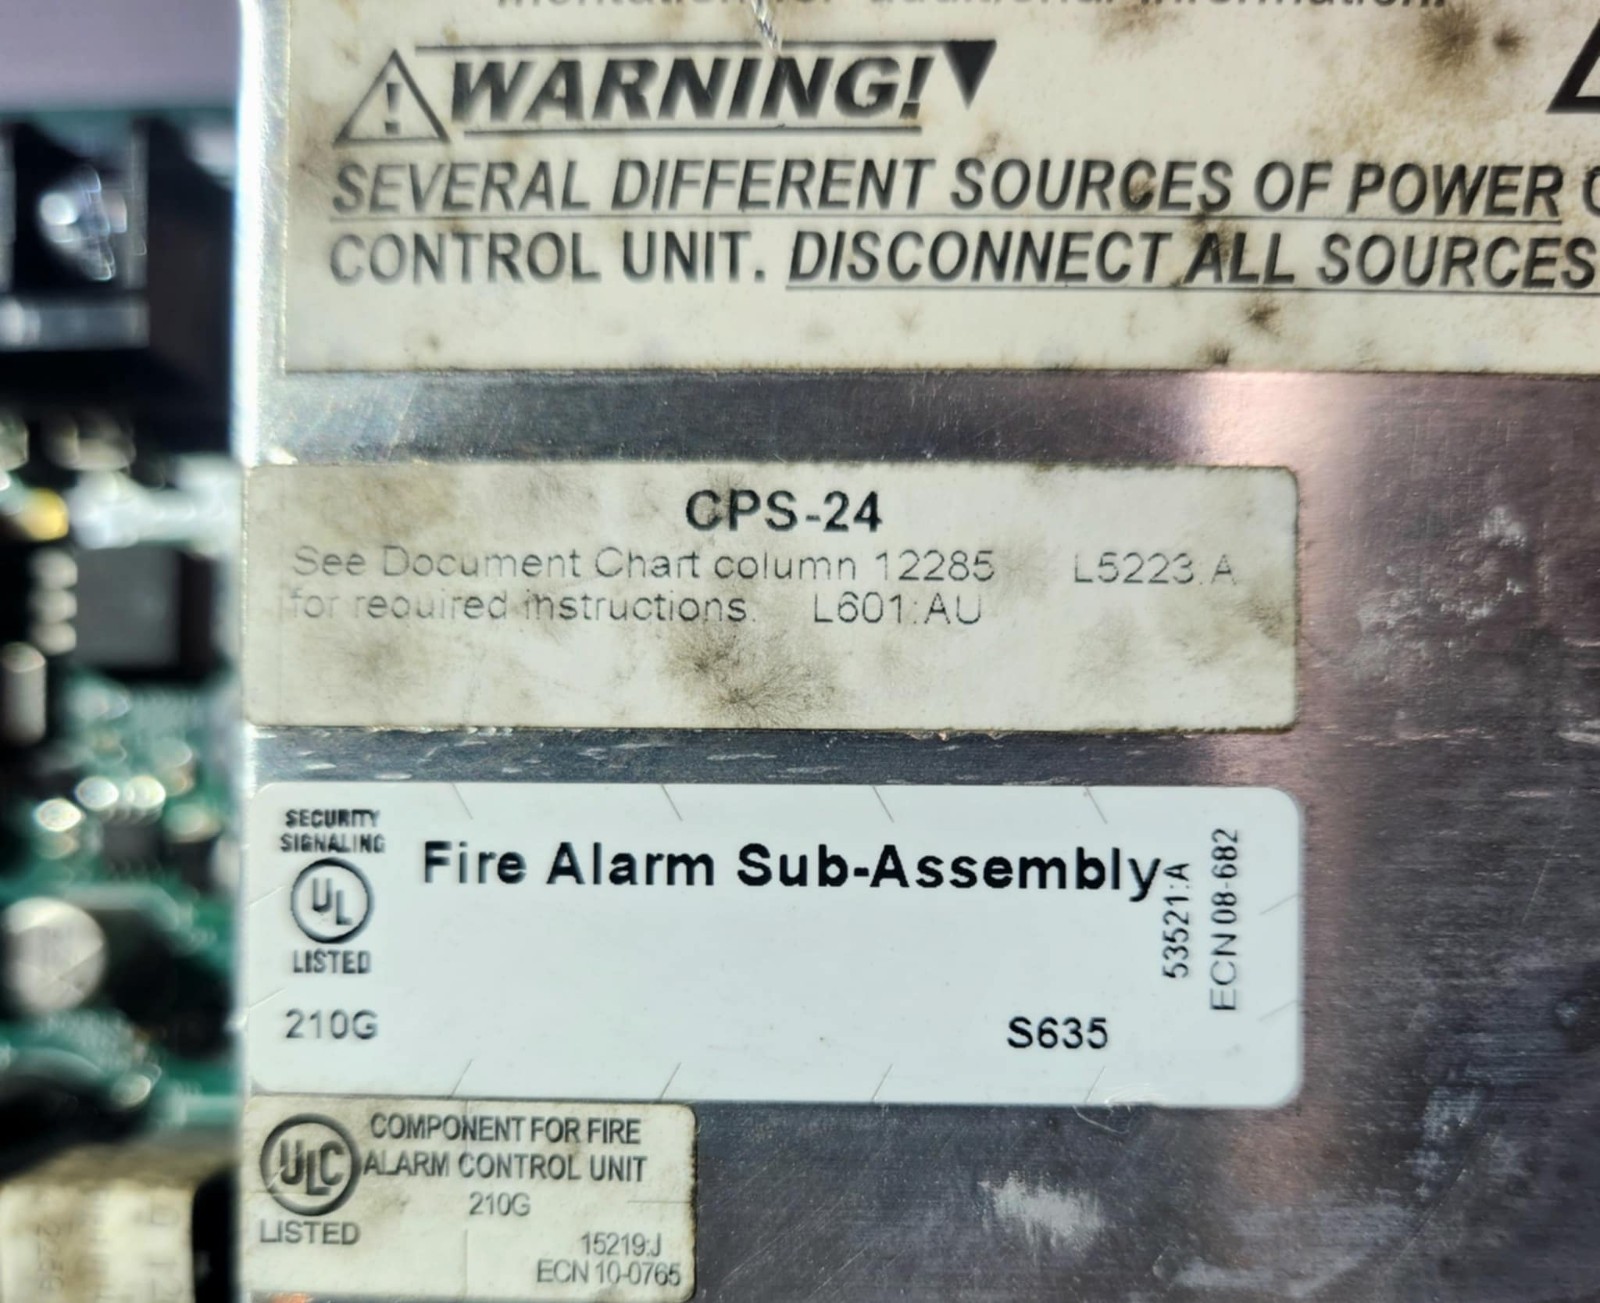 WARNING!
SEVERAL DIFFERENT SOURCES OF POWER
CONTROL UNIT. DISCONNECT ALL SOURCES
CPS-24
See Document Chart column 12285 L5223:A
for required instructions. L601:AU
SECURITY
SIGNALING
UL
LISTED
210G
Fire Alarm Sub-Assembly
S635
53521:A
ECN 08-682
ULC
LISTED
COMPONENT FOR FIRE
ALARM CONTROL UNIT
210G
15219:J
ECN 10-0765